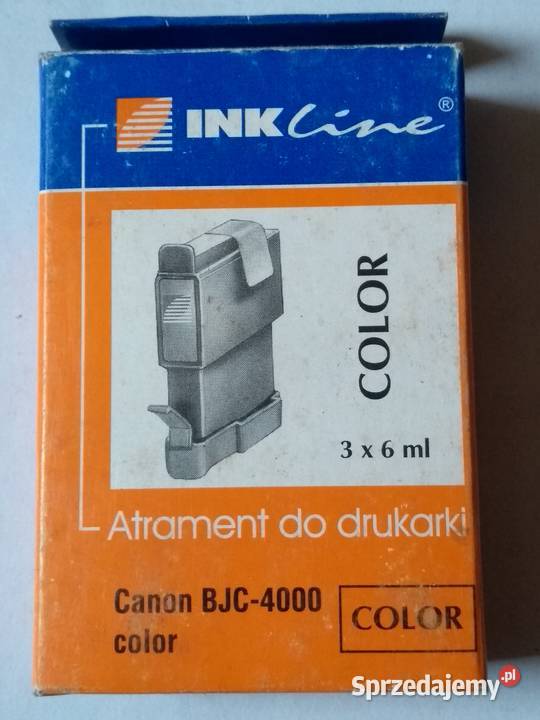 INKline®
COLOR
3 x 6 ml
Atrament do drukarki
Canon BJC-4000
color
COLOR
Sprzedajemy.pl